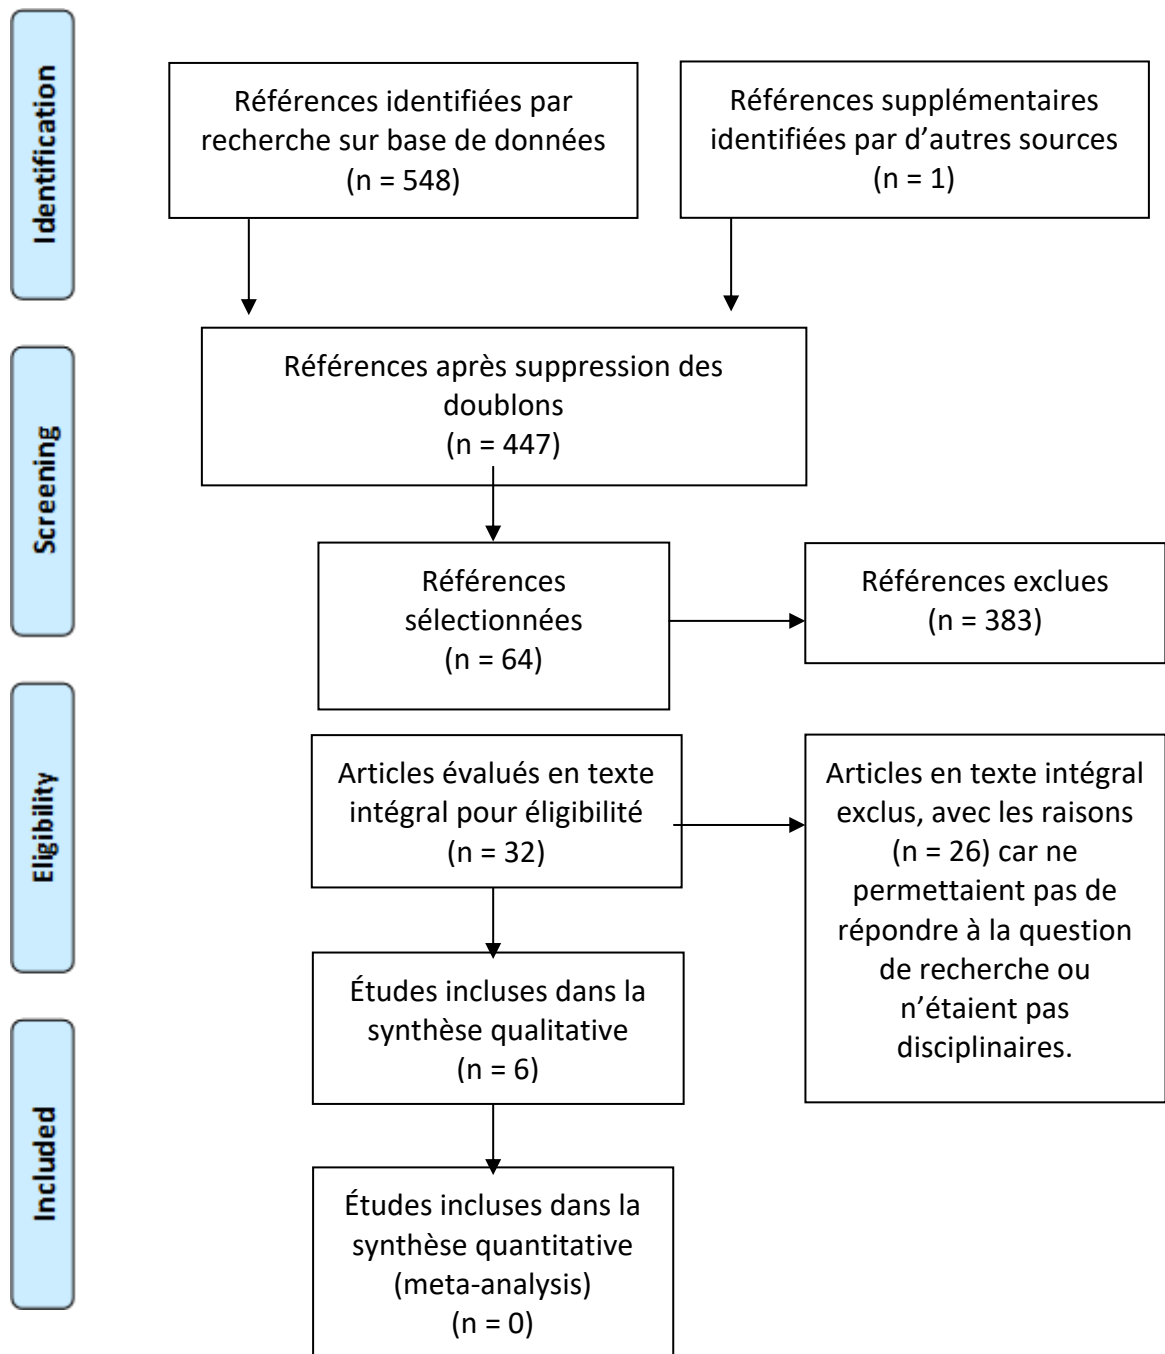 Identification
Références identifiées par
recherche sur base de données
(n = 548)
Références supplémentaires
identifiées par d’autres sources
(n = 1)
Screening
Références après suppression des
doublons
(n = 447)
Références
sélectionnées
(n = 64)
Références exclues
(n = 383)
Eligibility
Articles évalués en texte
intégral pour éligibilité
(n = 32)
Articles en texte intégral
exclus, avec les raisons
(n = 26) car ne
permettaient pas de
répondre à la question
de recherche ou
n’étaient pas
disciplinaires.
Included
Études incluses dans la
synthèse qualitative
(n = 6)
Études incluses dans la
synthèse quantitative
(meta-analysis)
(n = 0)